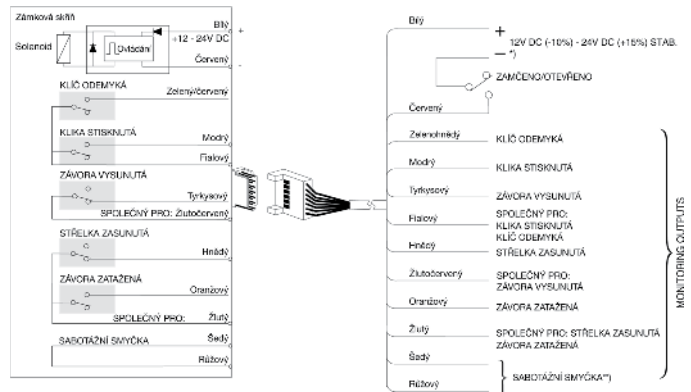 Zámková skříň
Solenoid
Ovládání
Bílý
+
+12 - 24V DC
Červený
-
KLÍČ ODEMYKÁ
Zelený/červený
KLIKA STISKNUTÁ
Modrý
Fialový
ZÁVORA VYSUNUTÁ
Tyrkysový
SPOLEČNÝ PRO: Žlutočervený
STŘELKA ZASUNUTÁ
Hnědý
ZÁVORA ZATAŽENÁ
Oranžový
SPOLEČNÝ PRO: Žlutý
SABOTÁŽNÍ SMYČKA
Šedý
Růžový
Bílý
+
12V DC (-10%) - 24V DC (+15%) STAB.
— *)
ZAMČENO/OTEVŘENO
Červený
Zelenohnědý KLÍČ ODEMYKÁ
Modrý KLIKA STISKNUTÁ
Tyrkysový ZÁVORA VYSUNUTÁ
Fialový SPOLEČNÝ PRO:
KLIKA STISKNUTÁ
KLÍČ ODEMYKÁ
Hnědý STŘELKA ZASUNUTÁ
Žlutočervený SPOLEČNÝ PRO:
ZÁVORA VYSUNUTÁ
Oranžový ZÁVORA ZATAŽENÁ
Žlutý SPOLEČNÝ PRO: STŘELKA ZASUNUTÁ
ZÁVORA ZATAŽENÁ
Šedý
SABOTÁŽNÍ SMYČKA**)
Růžový
MONITORING OUTPUTS